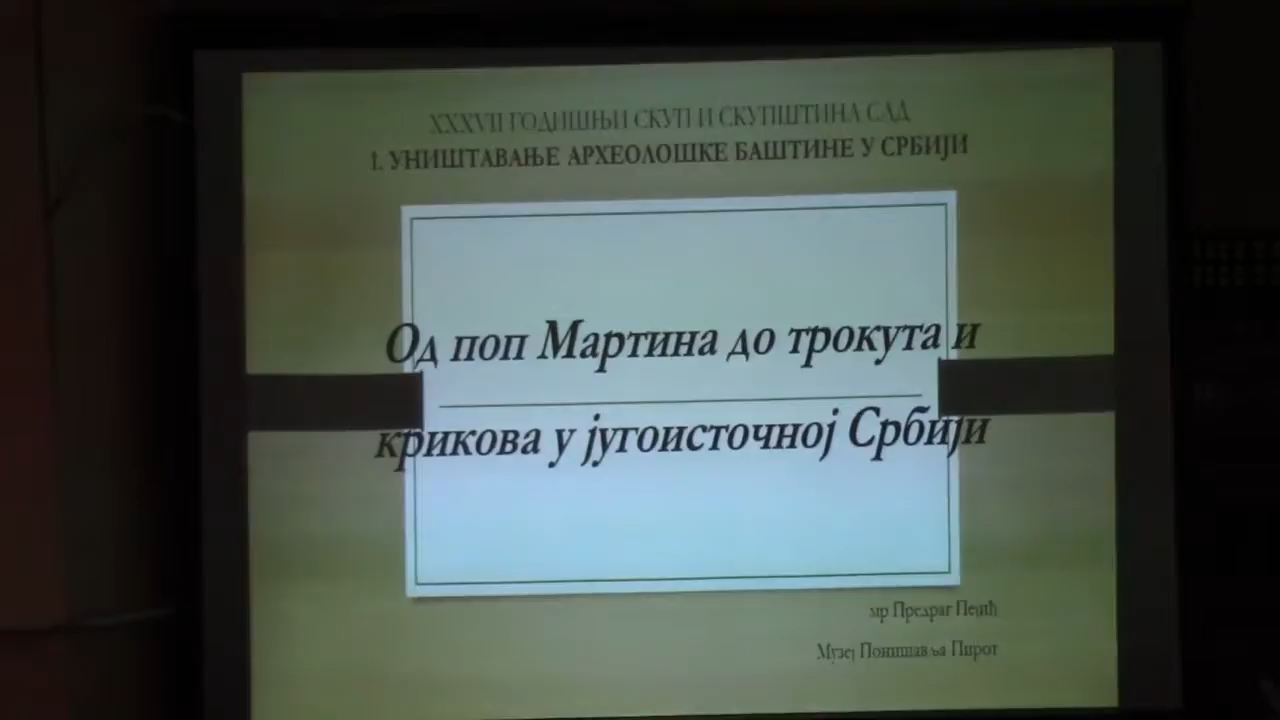 XXXVII ГОДИШЊИ СКУП И СКУПШТИНА САД
1. УНИШТАВАЊЕ АРХЕОЛОШКЕ БАШТИНЕ У СРБИЈИ
Од поп Мартина до трокута и
крикова у југоисточној Србији
мр Предраг Пејић
Музеј Понишавља Пирот